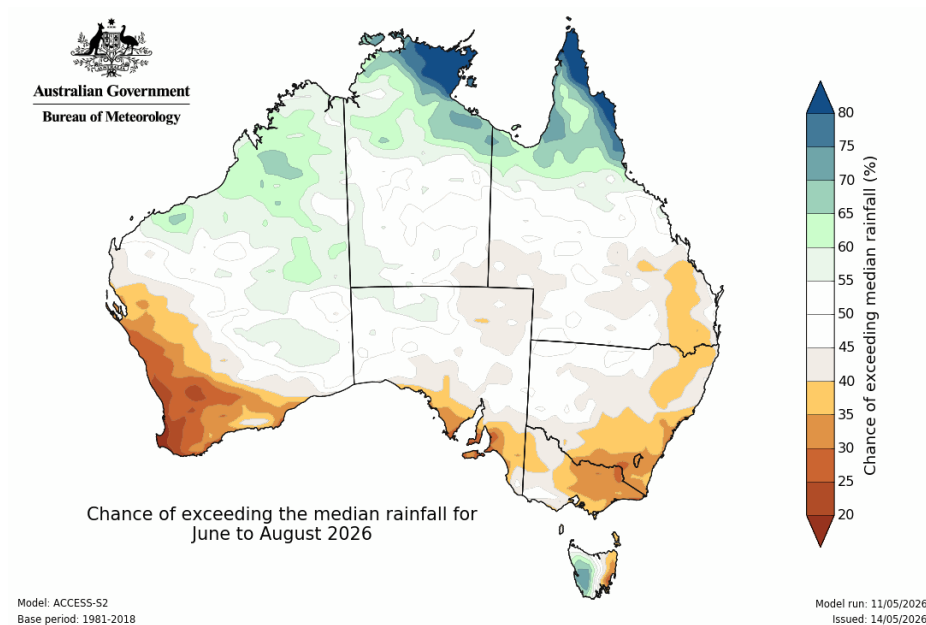 Australian Government
Bureau of Meteorology
80
75
70
65
60
55
50
45
40
35
30
25
20
Chance of exceeding median rainfall (%)
Chance of exceeding the median rainfall for
June to August 2026
Model: ACCESS-S2
Base period: 1981-2018
Model run: 11/05/2026
Issued: 14/05/2026